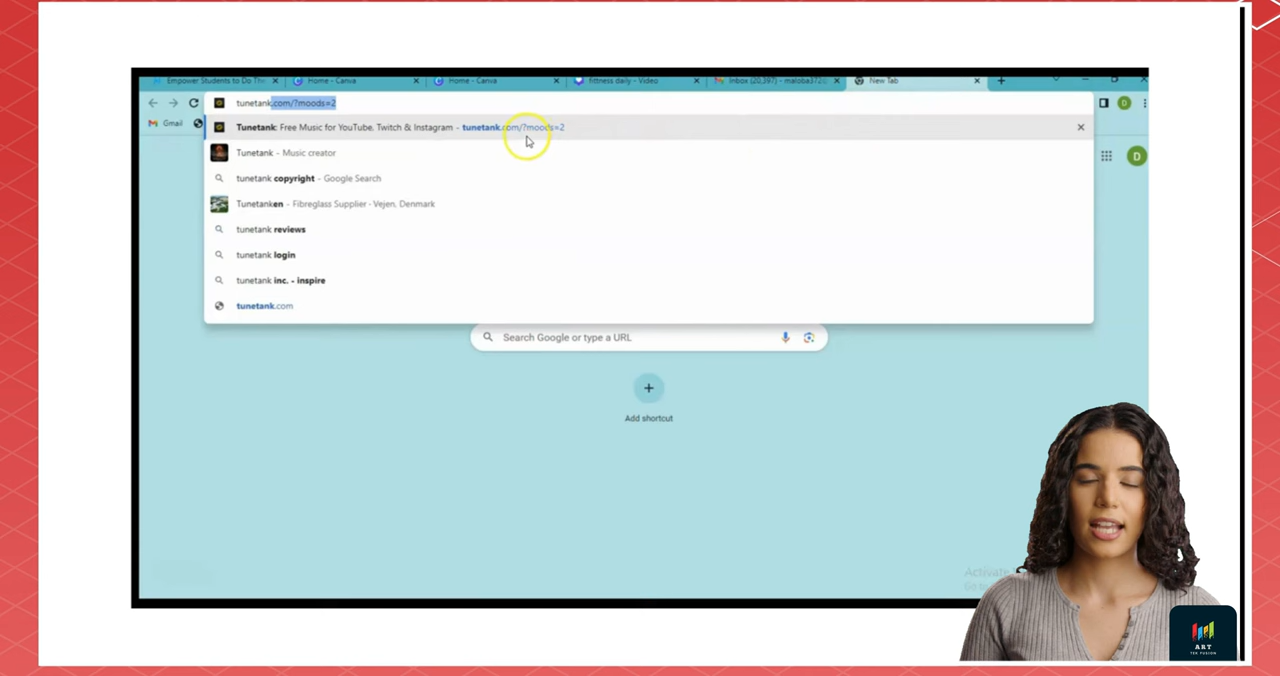 Empower Students to Do Thi
Home - Canva
Home - Canva
fittness daily - Video
Inbox (20,397) - maloba3720
New Tab
tunetank.com/?moods=2
Gmail
Tunetank: Free Music for YouTube, Twitch & Instagram - tunetank.com/?moods=2
Tunetank - Music creator
tunetank copyright - Google Search
D
Tunetanken - Fibreglass Supplier - Vejen, Denmark
tunetank reviews
tunetank login
tunetank inc. - inspire
tunetank.com
Search Google or type a URL
Add shortcut
Activate
ART
TEK FUSION